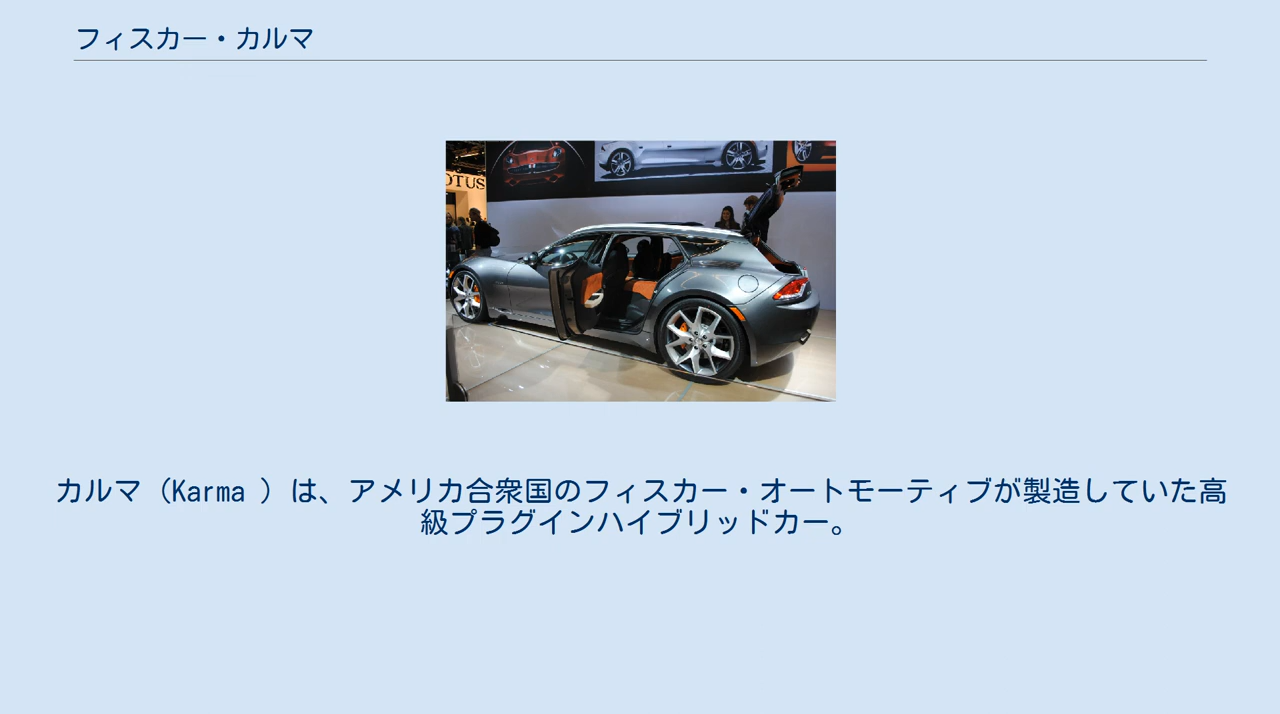 フィスカー・カルマ
OTUS
カルマ（Karma ）は、アメリカ合衆国のフィスカー・オートモーティブが製造していた高
級プラグインハイブリッドカー。